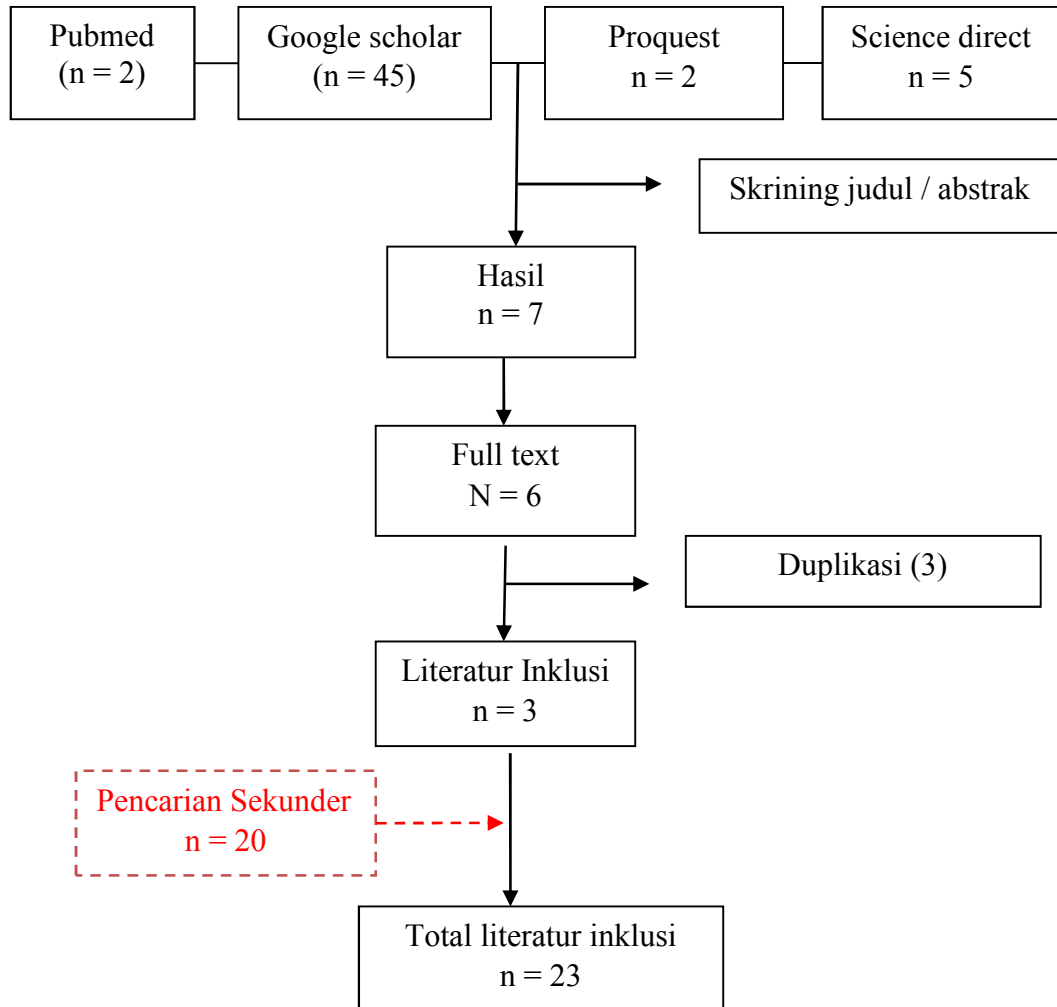 Pubmed
(n = 2)
Google scholar
(n = 45)
Proquest
n = 2
Science direct
n = 5
Skrining judul / abstrak
Hasil
n = 7
Full text
N = 6
Duplikasi (3)
Literatur Inklusi
n = 3
Pencarian Sekunder
n = 20
Total literatur inklusi
n = 23